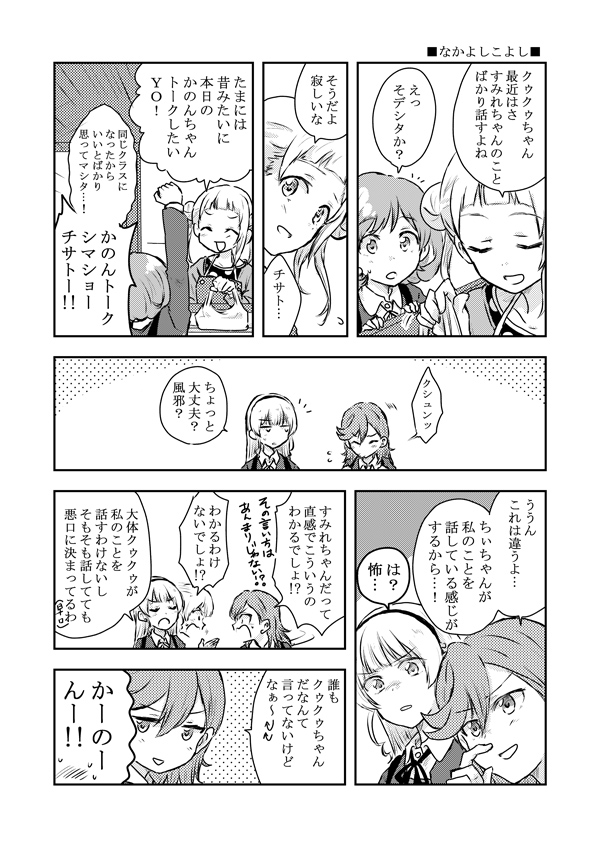 ■なかよしこよし■
クゥクゥちゃん
最近はさ
すみれちゃんのこと
ばかり話すよね
えっ
そデシタか？
そうだよ
寂しいな
チサト…
たまには
昔みたいに
本日の
かのんちゃん
トークしたい
YO！
同じクラスに
なったから
いいとばかり
思ってマシタ…！
かのんトーク
シマショー
チサトー！！
クシュンッ
ちょっと
大丈夫？
風邪？
ううん
これは違うよ…
ちぃちゃんが
私のことを
話している感じが
するから…！
は？
怖…
すみれちゃんだって
直感でこういうの
わかるでしょ！？
その言い方は
あんまりじゃない！？
わかるわけ
ないでしょ！？
大体クゥクゥが
私のことを
話すわけないし
そもそも話してても
悪口に決まってるわ
（早口）
誰も
クゥクゥちゃん
だなんて
言ってないけど
なぁ〜
かーのー
んー！！